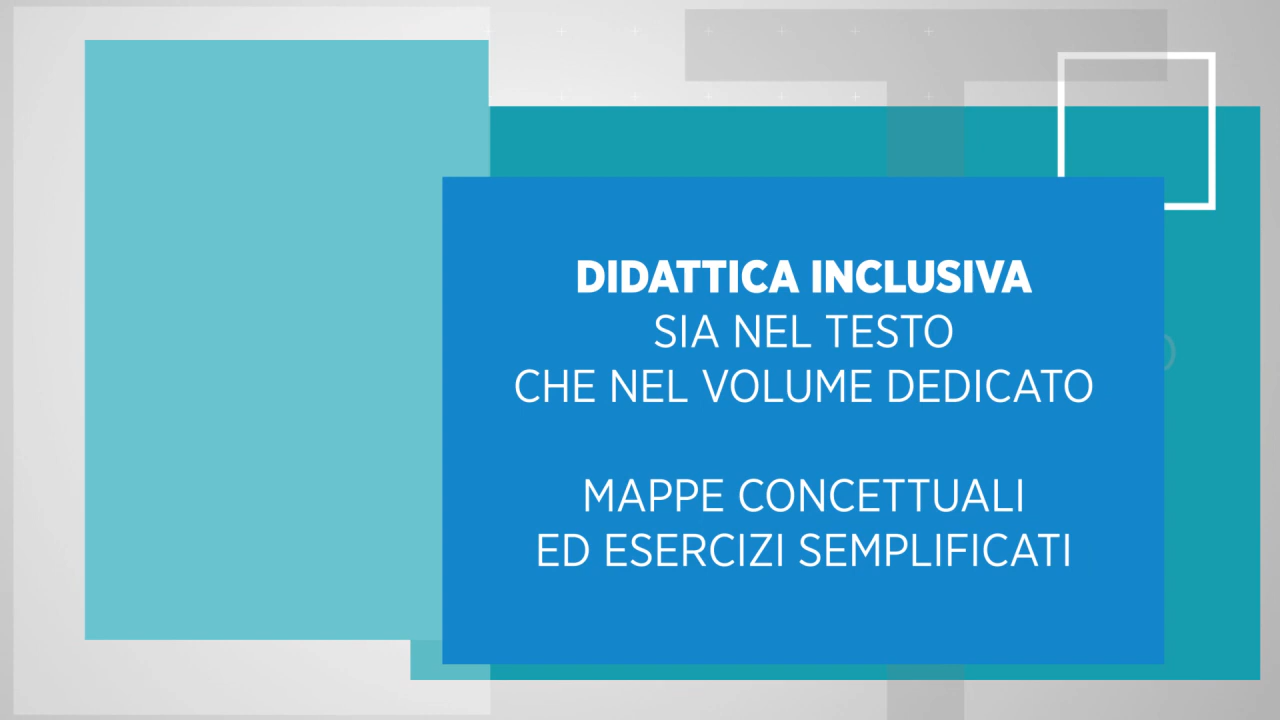 DIDATTICA INCLUSIVA
SIA NEL TESTO
CHE NEL VOLUME DEDICATO
MAPPE CONCETTUALI
ED ESERCIZI SEMPLIFICATI